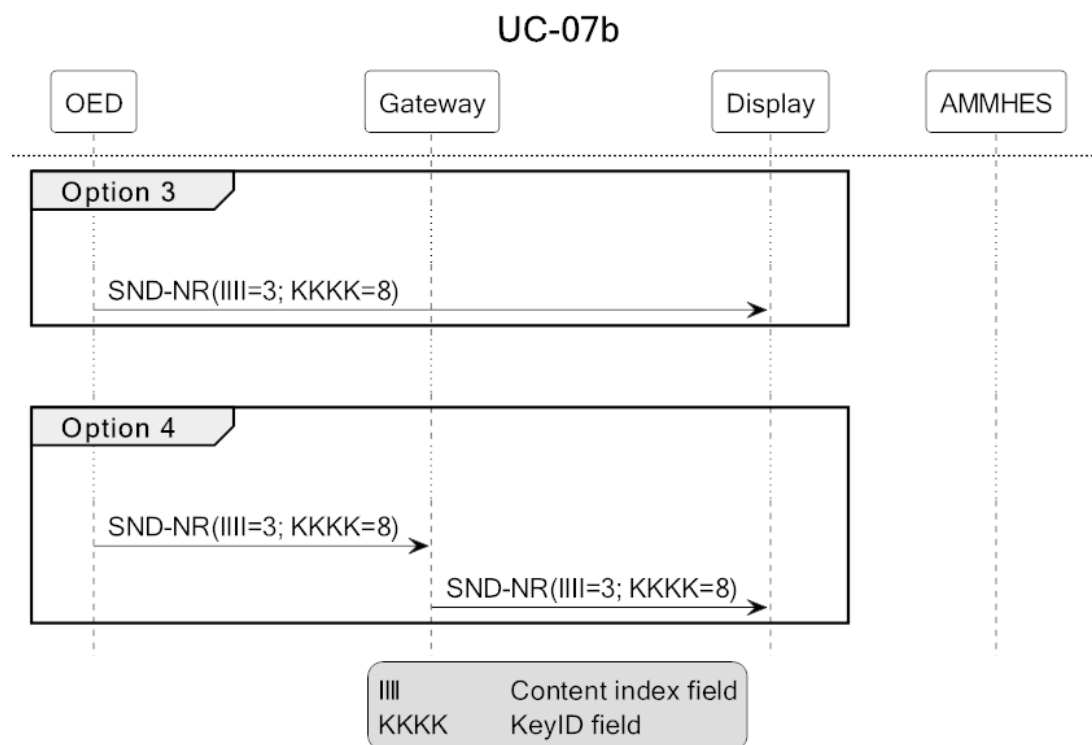 UC-07b
OED Gateway Display AMMHES
Option 3
SND-NR(IIII=3; KKKK=8)
Option 4
SND-NR(IIII=3; KKKK=8)
SND-NR(IIII=3; KKKK=8)
IIII Content index field
KKKK KeyID field